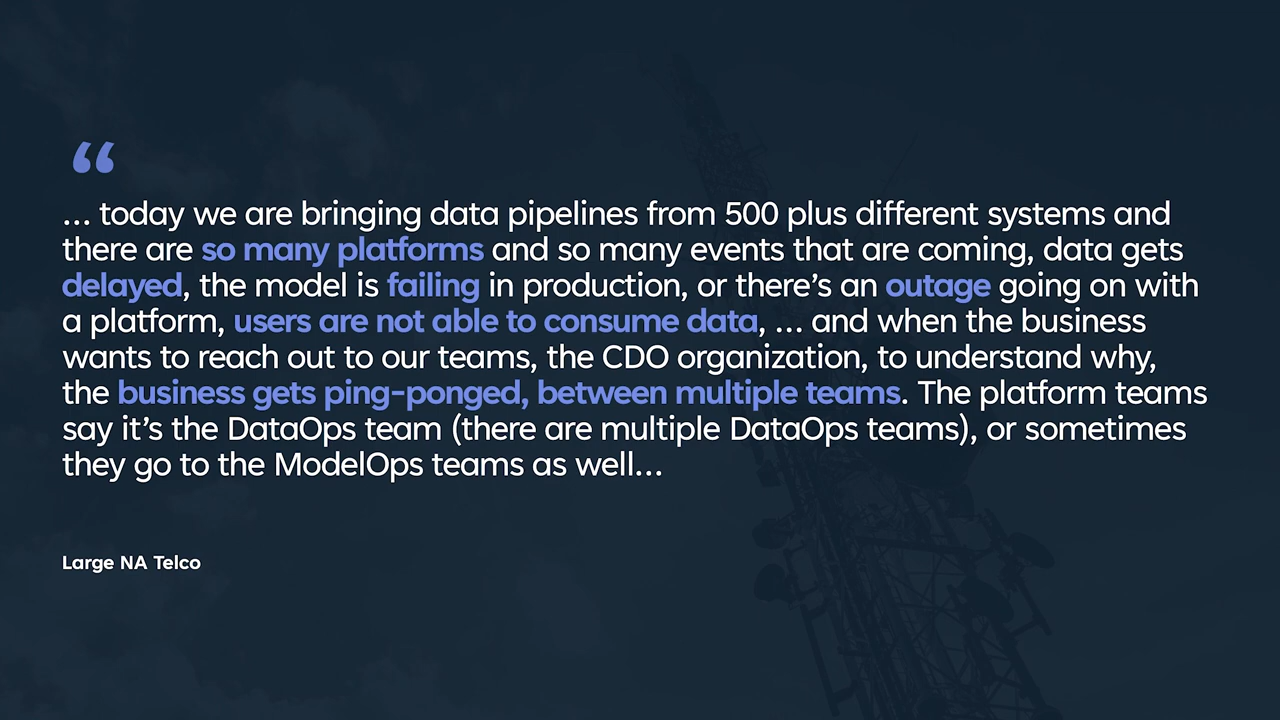 “
... today we are bringing data pipelines from 500 plus different systems and
there are so many platforms and so many events that are coming, data gets
delayed, the model is failing in production, or there’s an outage going on with
a platform, users are not able to consume data, ... and when the business
wants to reach out to our teams, the CDO organization, to understand why,
the business gets ping-ponged, between multiple teams. The platform teams
say it’s the DataOps team (there are multiple DataOps teams), or sometimes
they go to the ModelOps teams as well...
Large NA Telco